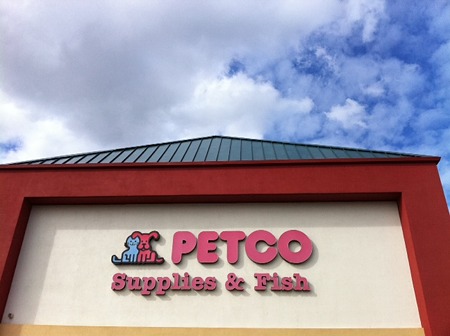 PETCO
Supplies & Fish